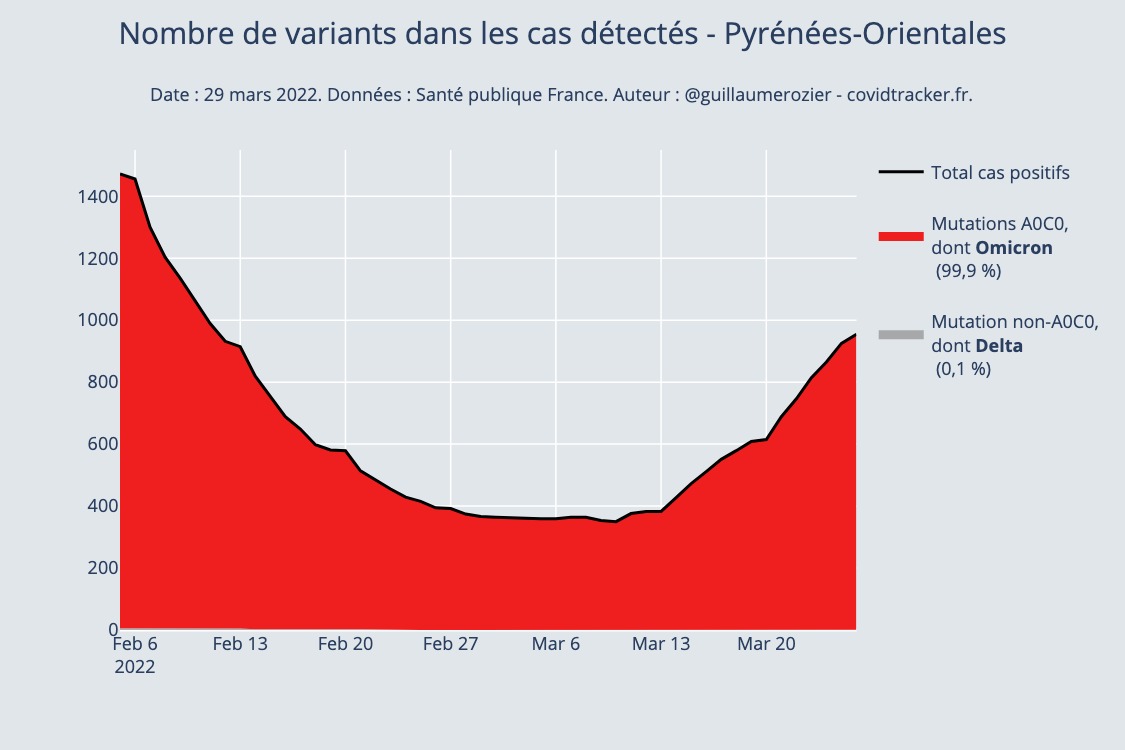 Nombre de variants dans les cas détectés - Pyrénées-Orientales
Date : 29 mars 2022. Données : Santé publique France. Auteur : @guillaumerozier - covidtracker.fr.
1400
1200
1000
800
600
400
200
0
Feb 6
2022
Feb 13
Feb 20
Feb 27
Mar 6
Mar 13
Mar 20
Total cas positifs
Mutations A0C0,
dont Omicron
(99,9 %)
Mutation non-A0C0,
dont Delta
(0,1 %)